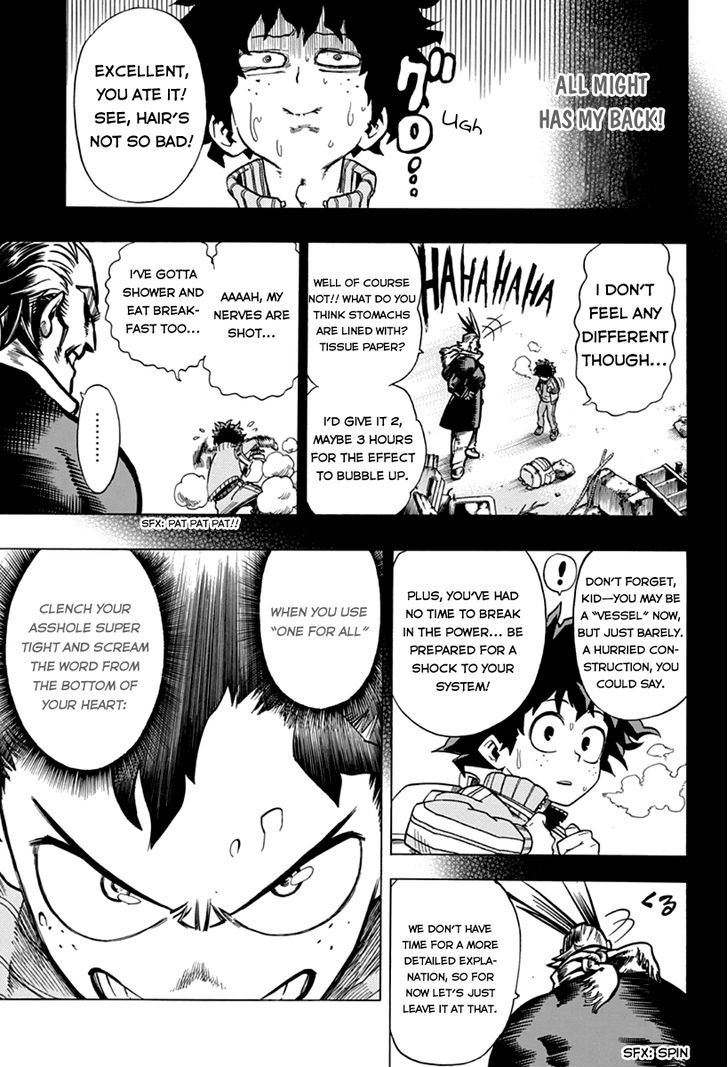 ALL MIGHT
HAS MY BACK!
グロ…
Ugh
EXCELLENT,
YOU ATE IT!
SEE, HAIR'S
NOT SO BAD!
I DON'T
FEEL ANY
DIFFERENT
THOUGH...
HAHAHAHAHA
WELL OF COURSE
NOT!! WHAT DO YOU
THINK STOMACHS
ARE LINED WITH?
TISSUE PAPER?
I'D GIVE IT 2,
MAYBE 3 HOURS
FOR THE EFFECT
TO BUBBLE UP.
AAAAH, MY
NERVES ARE
SHOT...
I'VE GOTTA
SHOWER AND
EAT BREAK-
FAST TOO...
........
SFX: PAT PAT PAT!!
!
DON'T FORGET,
KID—YOU MAY BE
A "VESSEL" NOW,
BUT JUST BARELY.
A HURRIED CON-
STRUCTION, YOU
COULD SAY.
PLUS, YOU'VE HAD
NO TIME TO BREAK
IN THE POWER... BE
PREPARED FOR A
SHOCK TO YOUR
SYSTEM!
くる
WE DON'T HAVE
TIME FOR A MORE
DETAILED EXPLA-
NATION, SO FOR
NOW LET'S JUST
LEAVE IT AT THAT.
SFX: SPIN
WHEN YOU USE
"ONE FOR ALL"
CLENCH YOUR
ASSHOLE SUPER
TIGHT AND SCREAM
THE WORD FROM
THE BOTTOM OF
YOUR HEART: